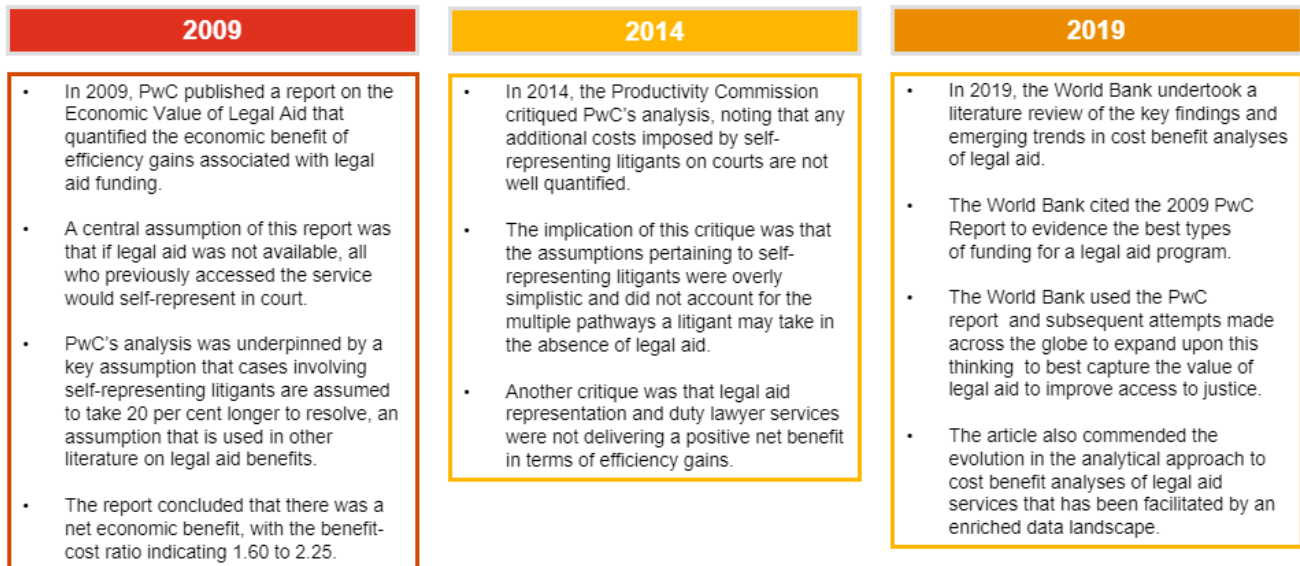 2009
• In 2009, PwC published a report on the
Economic Value of Legal Aid that
quantified the economic benefit of
efficiency gains associated with legal
aid funding.
• A central assumption of this report was
that if legal aid was not available, all
who previously accessed the service
would self-represent in court.
• PwC's analysis was underpinned by a
key assumption that cases involving
self-representing litigants are assumed
to take 20 per cent longer to resolve, an
assumption that is used in other
literature on legal aid benefits.
• The report concluded that there was a
net economic benefit, with the benefit-
cost ratio indicating 1.60 to 2.25.
2014
• In 2014, the Productivity Commission
critiqued PwC's analysis, noting that any
additional costs imposed by self-
representing litigants on courts are not
well quantified.
• The implication of this critique was that
the assumptions pertaining to self-
representing litigants were overly
simplistic and did not account for the
multiple pathways a litigant may take in
the absence of legal aid.
• Another critique was that legal aid
representation and duty lawyer services
were not delivering a positive net benefit
in terms of efficiency gains.
2019
• In 2019, the World Bank undertook a
literature review of the key findings and
emerging trends in cost benefit analyses
of legal aid.
• The World Bank cited the 2009 PwC
Report to evidence the best types
of funding for a legal aid program.
• The World Bank used the PwC
report and subsequent attempts made
across the globe to expand upon this
thinking to best capture the value of
legal aid to improve access to justice.
• The article also commended the
evolution in the analytical approach to
cost benefit analyses of legal aid
services that has been facilitated by an
enriched data landscape.